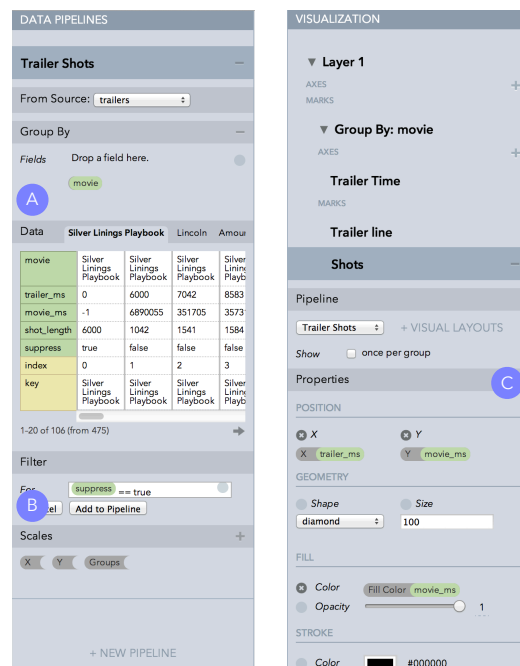 DATA PIPELINES
Trailer Shots
From Source: trailers
Group By
Fields Drop a field here.
movie
A
Data Silver Linings Playbook Lincoln Amour
movie Silver Linings Playbook Silver Linings Playbook Silver Linings Playbook
trailer_ms 0 6000 7042 8583
movie_ms -1 6890055 351705 3573
shot_length 6000 1042 1541 1584
suppress true false false false
index 0 1 2 3
key Silver Linings Playbook Silver Linings Playbook Silver Linings Playbook
1-20 of 106 (from 475)
Filter
suppress == true
B Add to Pipeline
Scales +
X Y Groups
+ NEW PIPELINE
VISUALIZATION
▼ Layer 1
AXES +
MARKS
▼ Group By: movie
AXES +
Trailer Time
MARKS
Trailer line
Shots
Pipeline
Trailer Shots + VISUAL LAYOUTS
Show once per group
Properties
C
POSITION
X Y
X trailer_ms Y movie_ms
GEOMETRY
Shape Size
diamond 100
FILL
Color Fill Color movie_ms
Opacity 1
STROKE
Color #000000